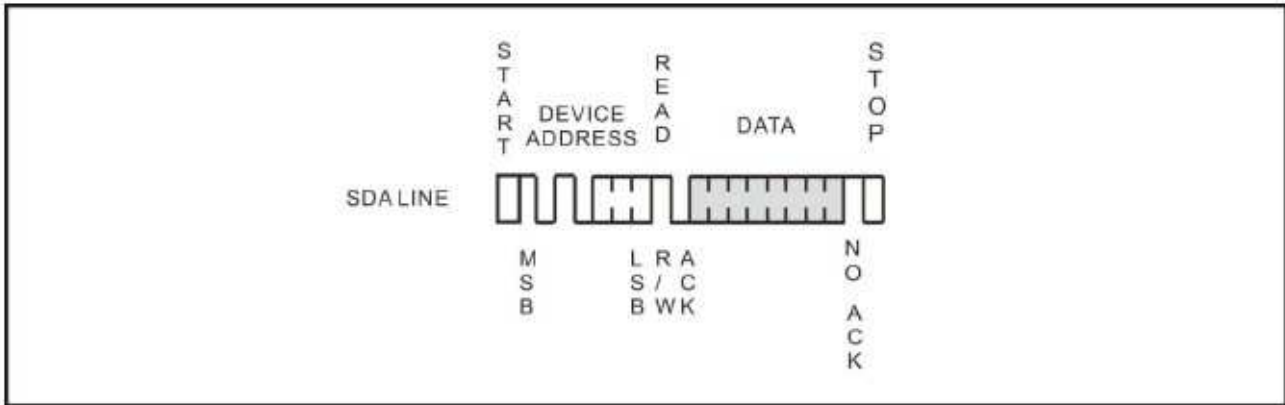 START
DEVICE
ADDRESS
READ
DATA
STOP
SDA LINE
MSB
LSB
R/W
ACK
NO ACK